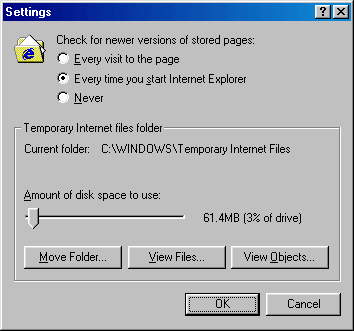 Settings
Check for newer versions of stored pages:
Every visit to the page
Every time you start Internet Explorer
Never
Temporary Internet files folder
Current folder: C:\WINDOWS\Temporary Internet Files
Amount of disk space to use:
61.4MB (3% of drive)
Move Folder... View Files... View Objects...
OK Cancel